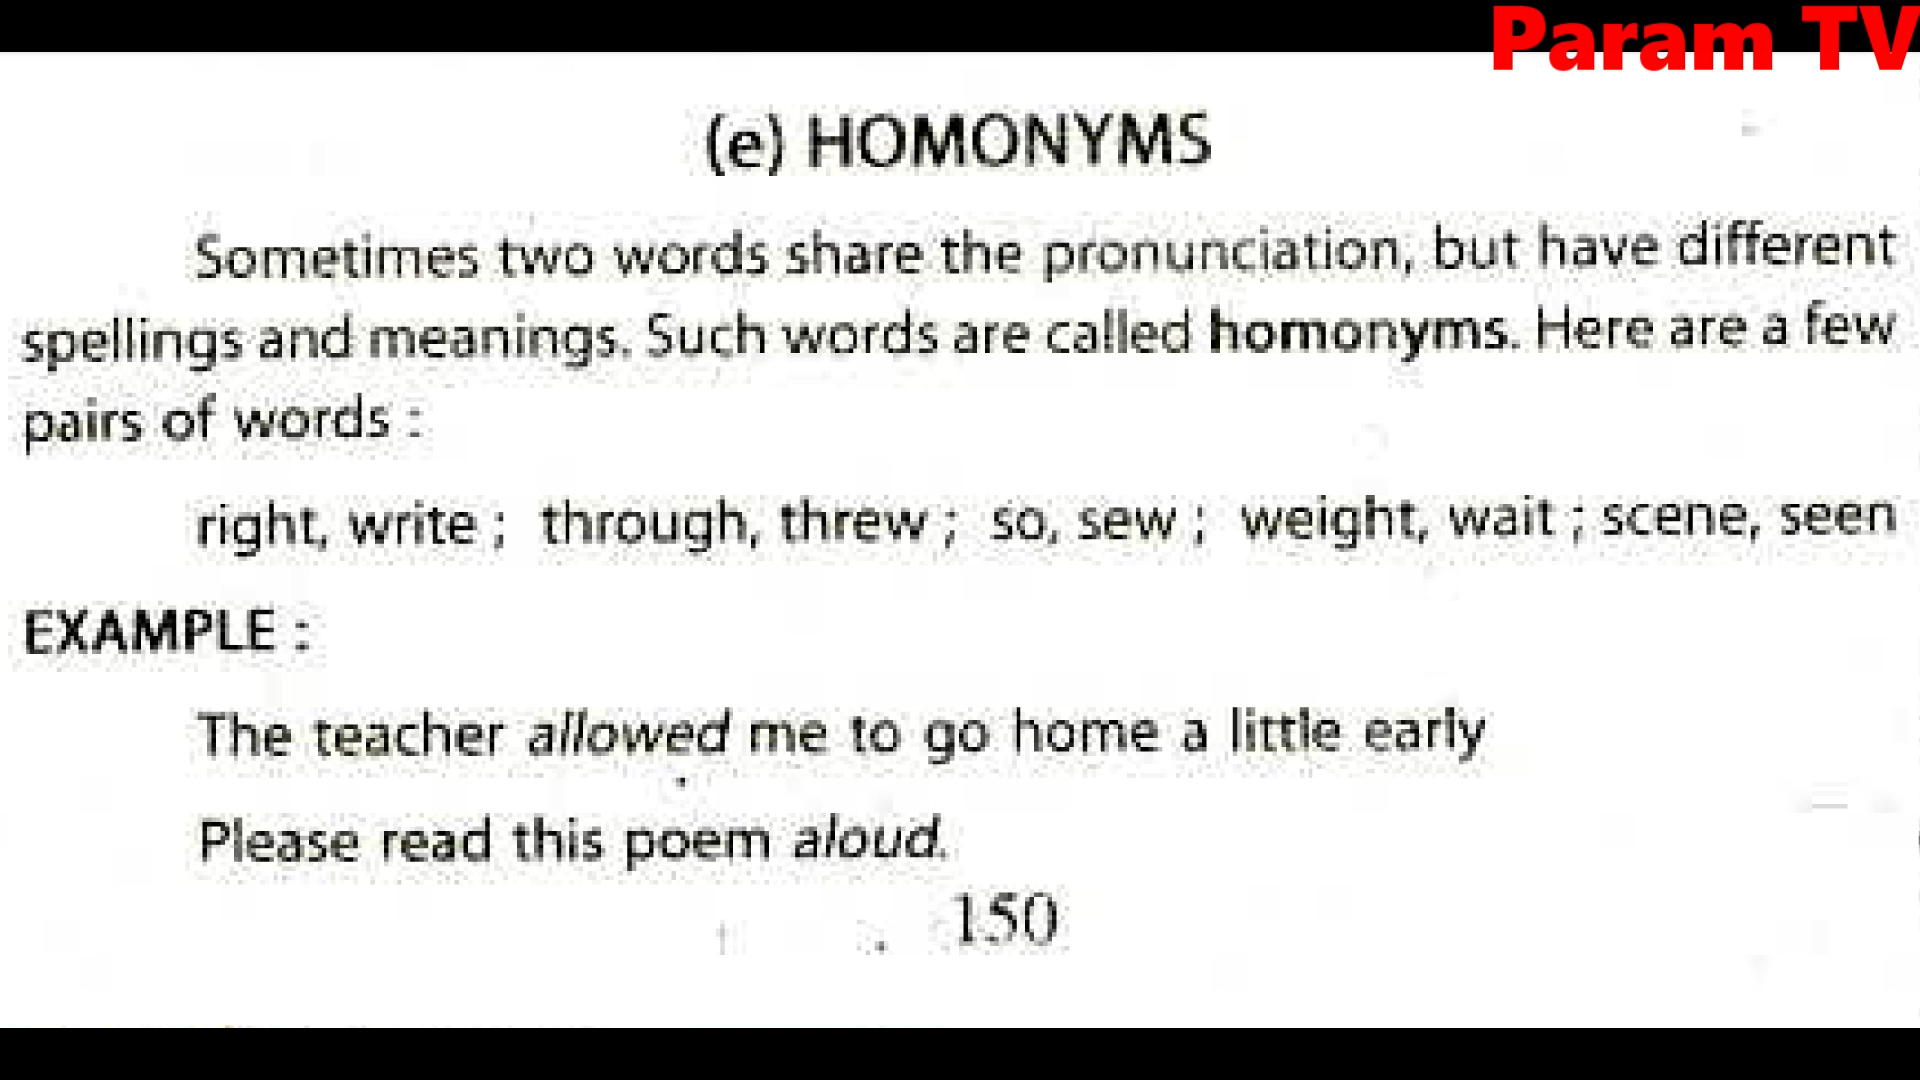 Param TV
(e) HOMONYMS
Sometimes two words share the pronunciation, but have different
spellings and meanings. Such words are called homonyms. Here are a few
pairs of words :
right, write ; through, threw ; so, sew ; weight, wait ; scene, seen
EXAMPLE :
The teacher allowed me to go home a little early
Please read this poem aloud.
150